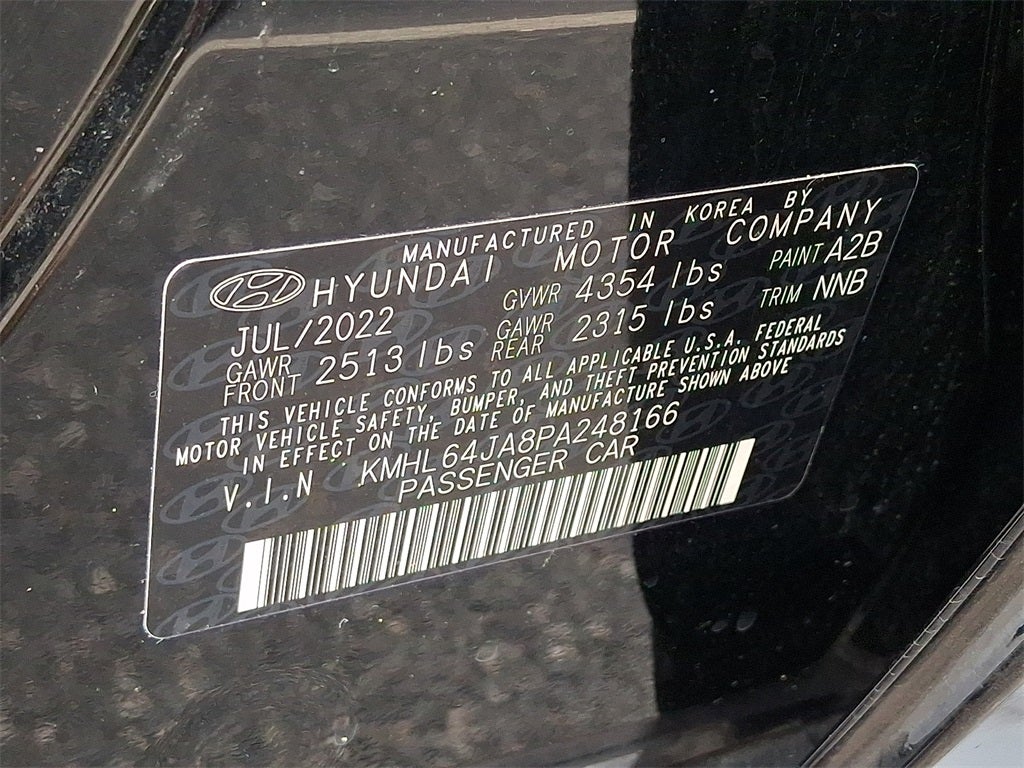 MANUFACTURED IN KOREA BY
HYUNDAI MOTOR COMPANY
JUL/2022 GVWR 4354 lbs PAINT A2B
GAWR FRONT 2513 lbs GAWR REAR 2315 lbs TRIM NNB
THIS VEHICLE CONFORMS TO ALL APPLICABLE U.S.A. FEDERAL
MOTOR VEHICLE SAFETY, BUMPER, AND THEFT PREVENTION STANDARDS
IN EFFECT ON THE DATE OF MANUFACTURE SHOWN ABOVE
V.I.N KMHL64JA8PA248166
PASSENGER CAR